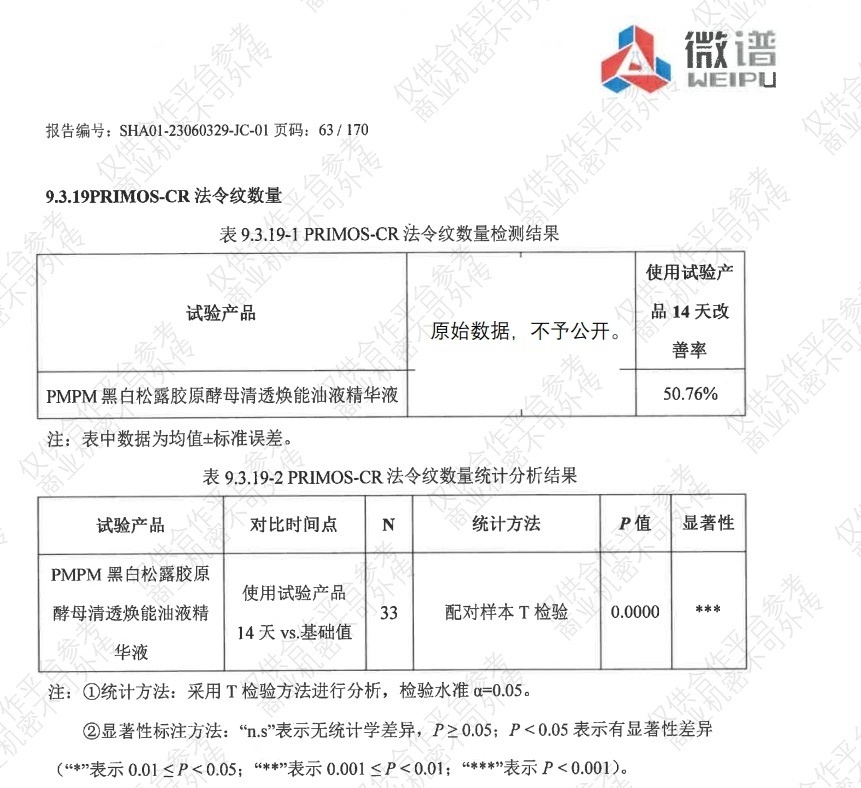 微谱
WEIPU
报告编号：SHA01-23060329-JC-01 页码：63 / 170
9.3.19PRIMOS-CR 法令纹数量
表 9.3.19-1 PRIMOS-CR 法令纹数量检测结果
试验产品
原始数据，不予公开。
使用试验产
品 14 天改
善率
PMPM 黑白松露胶原酵母清透焕能油液精华液
50.76%
注：表中数据为均值±标准误差。
表 9.3.19-2 PRIMOS-CR 法令纹数量统计分析结果
试验产品 对比时间点 N 统计方法 P 值 显著性
PMPM 黑白松露胶原
酵母清透焕能油液精
华液
使用试验产品
14 天 vs.基础值
33
配对样本 T 检验
0.0000
***
注：①统计方法：采用 T 检验方法进行分析，检验水准 α=0.05。
②显著性标注方法：“n.s”表示无统计学差异，P ≥ 0.05；P < 0.05 表示有显著性差异
（“*”表示 0.01 ≤ P < 0.05；“**”表示 0.001 ≤ P < 0.01；“***”表示 P < 0.001）。
仅供合作平台参考
商业机密不可外传